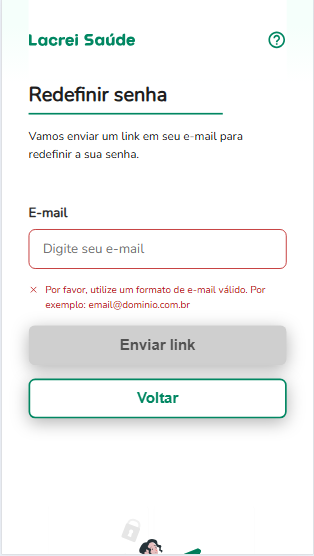 Lacrei Saúde
Redefinir senha
Vamos enviar um link em seu e-mail para
redefinir a sua senha.
E-mail
Digite seu e-mail
Por favor, utilize um formato de e-mail válido. Por
exemplo: email@dominio.com.br
Enviar link
Voltar